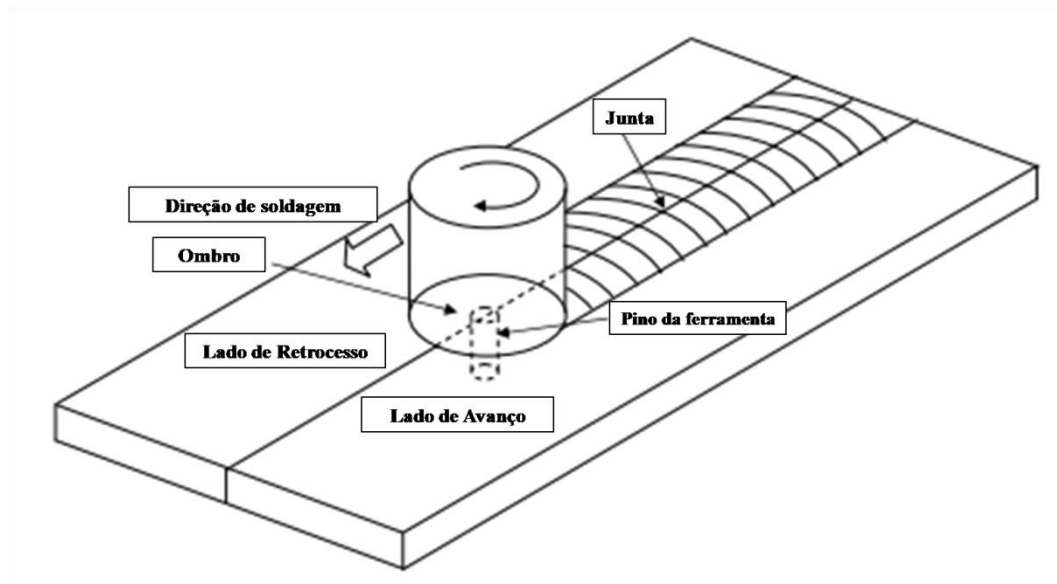 Junta
Direção de soldagem
Ombro
Pino da ferramenta
Lado de Retrocesso
Lado de Avanço